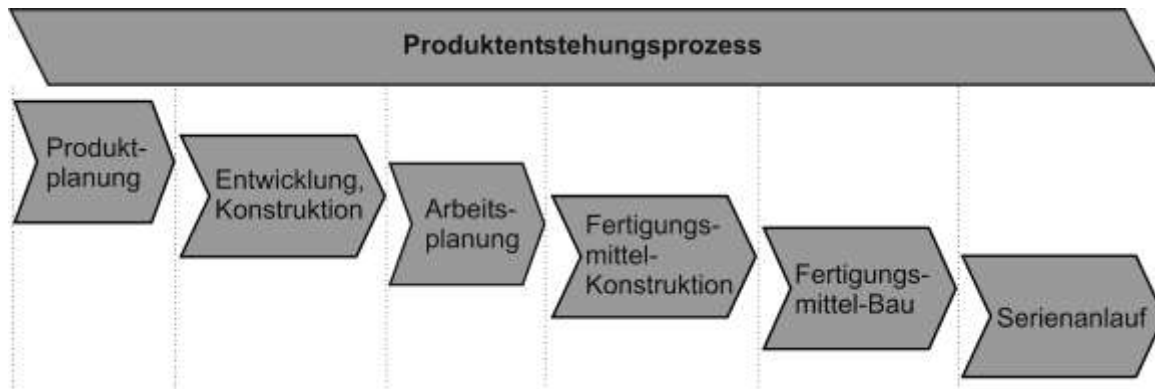 Produktentstehungsprozess
Produkt-
planung
Entwicklung,
Konstruktion
Arbeits-
planung
Fertigungs-
mittel-
Konstruktion
Fertigungs-
mittel-Bau
Serienanlauf